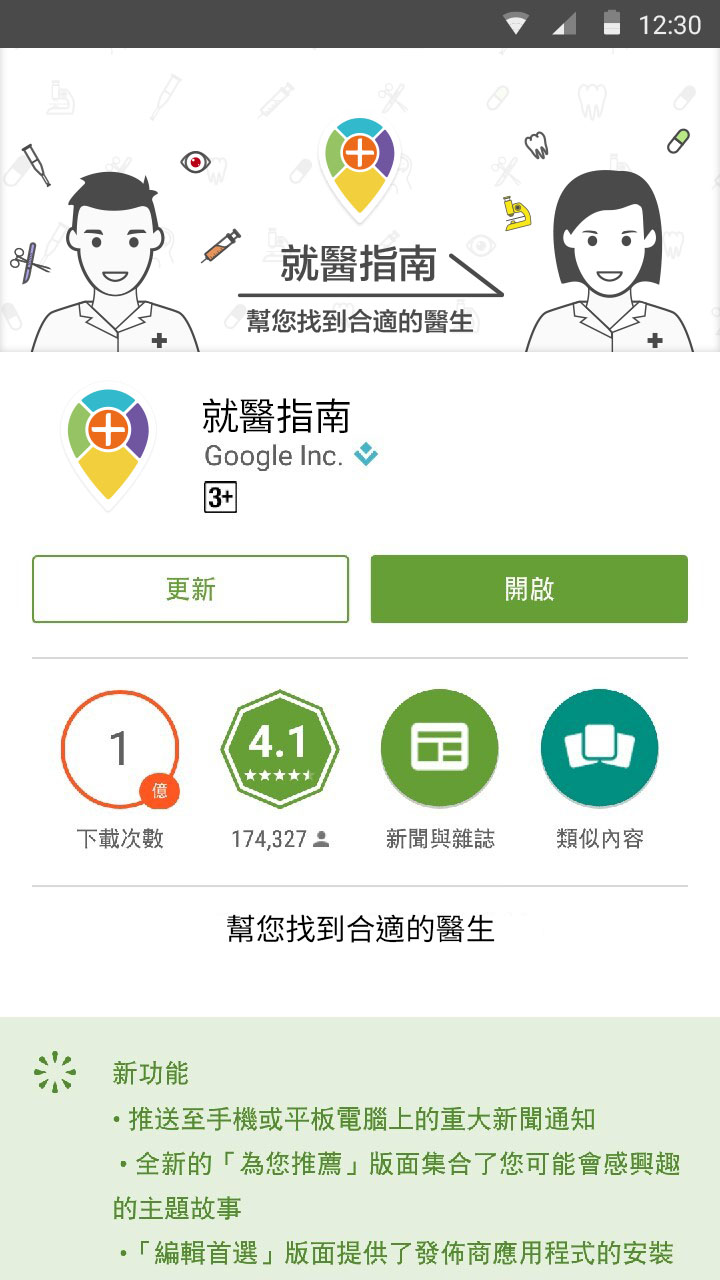 12:30
就醫指南
幫您找到合適的醫生
就醫指南
Google Inc.
3+
更新
開啟
1
億
4.1
下載次數
174,327
新聞與雜誌
類似內容
幫您找到合適的醫生
新功能
• 推送至手機或平板電腦上的重大新聞通知
• 全新的「為您推薦」版面集合了您可能會感興趣
的主題故事
•「編輯首選」版面提供了發佈商應用程式的安裝